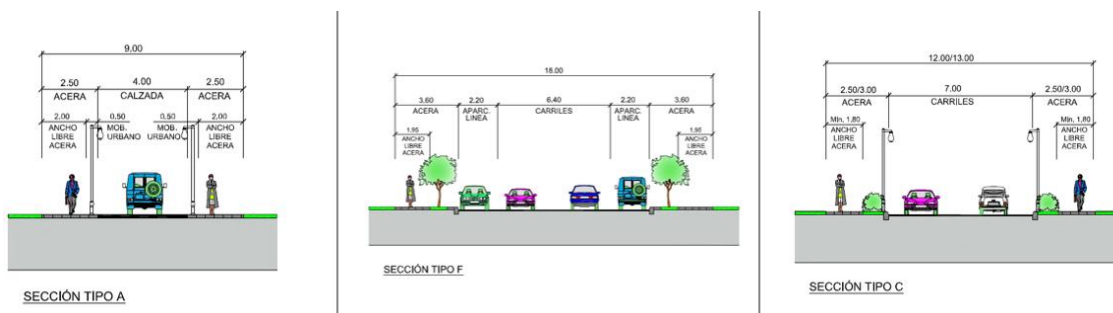 9.00
2.50 4.00 2.50
ACERA CALZADA ACERA
2,00 0,50 0,50 2,00
ANCHO LIBRE ACERA MOB. URBANO MOB. URBANO ANCHO LIBRE ACERA
SECCIÓN TIPO A
18.00
3.60 2.20 6.40 2.20 3.60
ACERA APARC. LINEA CARRILES APARC. LINEA ACERA
1,95 1,95
ANCHO LIBRE ACERA ANCHO LIBRE ACERA
SECCIÓN TIPO F
12.00/13.00
2.50/3.00 7.00 2.50/3.00
ACERA CARRILES ACERA
Mín. 1,80 Mín. 1,80
ANCHO LIBRE ACERA ANCHO LIBRE ACERA
SECCIÓN TIPO C